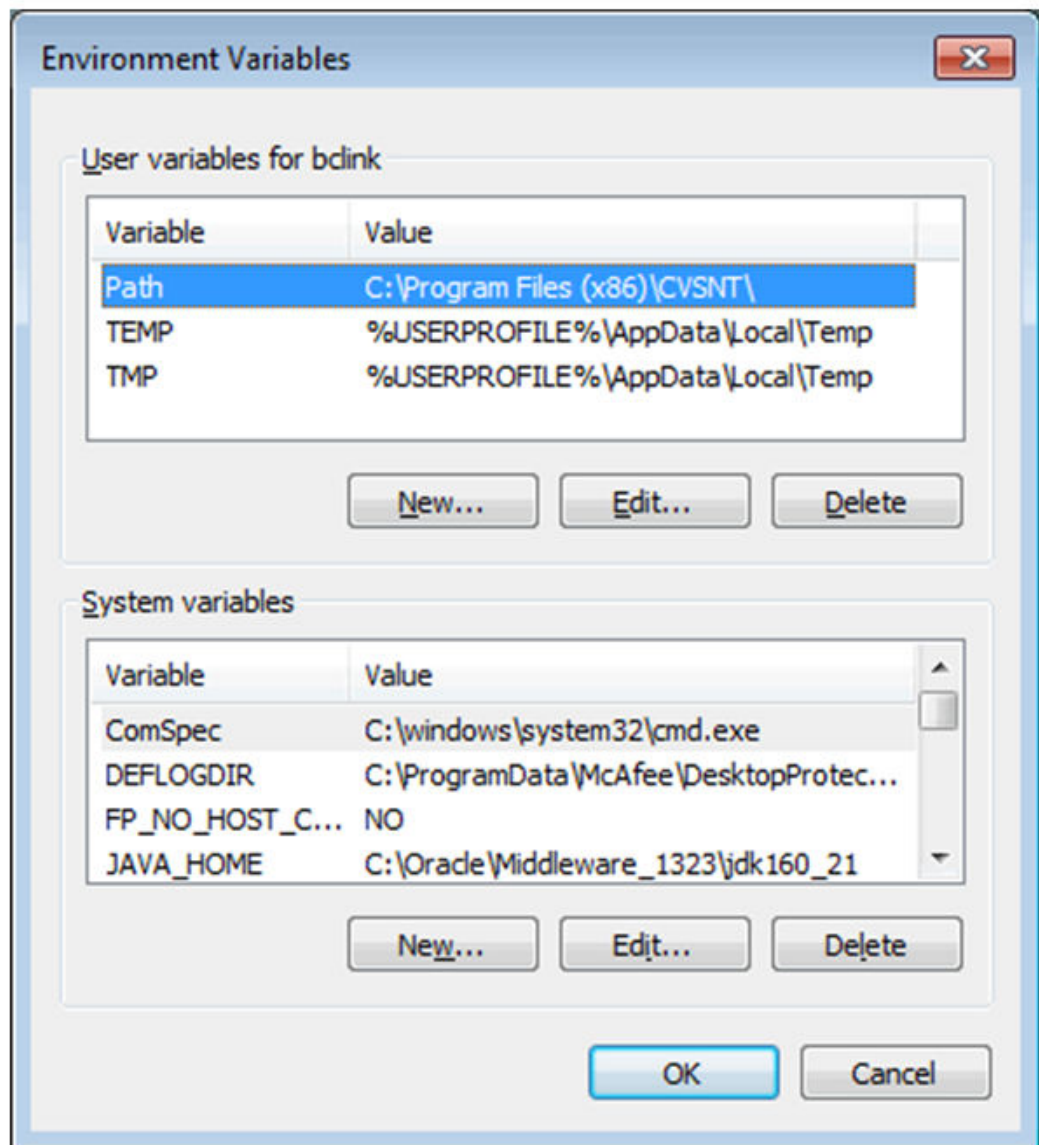 Environment Variables
User variables for bclink
Variable Value
Path C:\Program Files (x86)\CVSNT\
TEMP %USERPROFILE%\AppData\Local\Temp
TMP %USERPROFILE%\AppData\Local\Temp
New... Edit... Delete
System variables
Variable Value
ComSpec C:\windows\system32\cmd.exe
DEFLOGDIR C:\ProgramData\McAfee\DesktopProtec...
FP_NO_HOST_C... NO
JAVA_HOME C:\Oracle\Middleware_1323\jdk160_21
New... Edit... Delete
OK Cancel